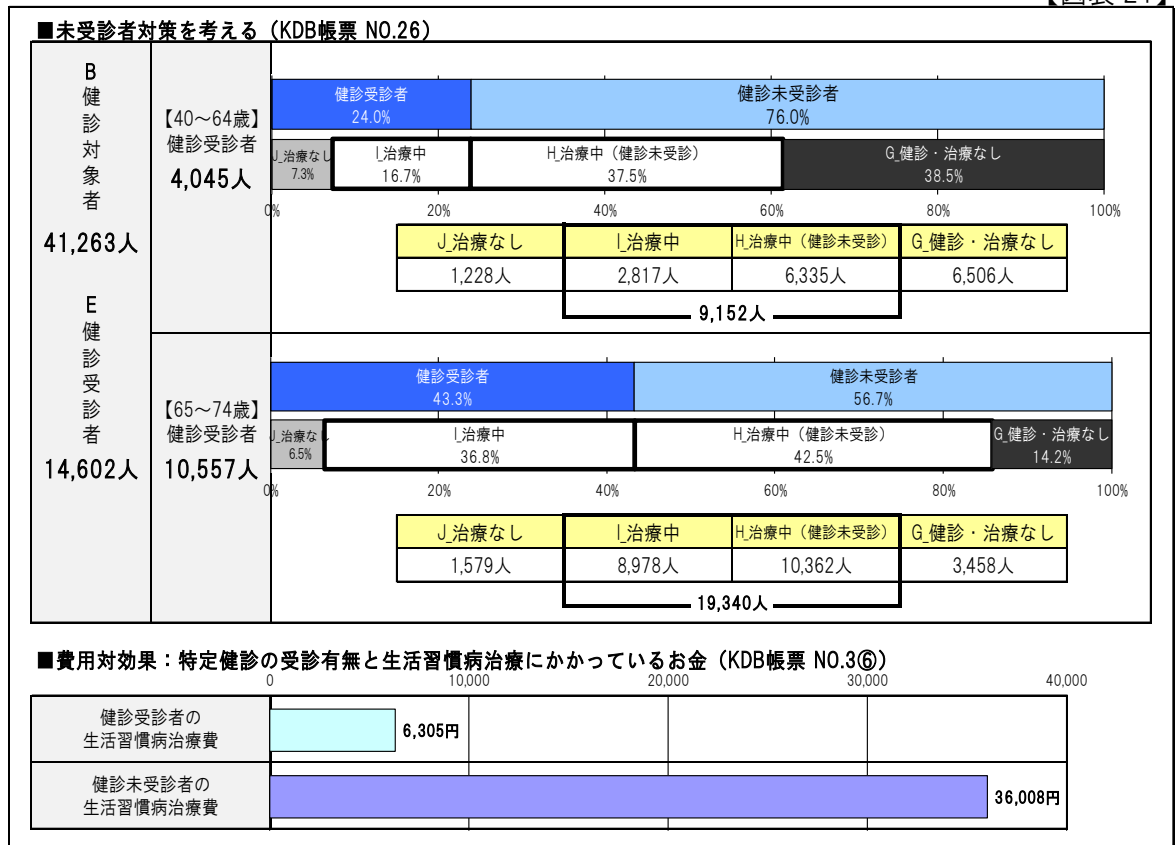 ■未受診者対策を考える（KDB帳票 NO.26）
B
健
診
対
象
者
41,263人
E
健
診
受
診
者
14,602人
【40～64歳】
健診受診者
4,045人
健診受診者
24.0%
健診未受診者
76.0%
J_治療なし
7.3%
I_治療中
16.7%
H_治療中（健診未受診）
37.5%
G_健診・治療なし
38.5%
0% 20% 40% 60% 80% 100%
J_治療なし I_治療中 H_治療中（健診未受診） G_健診・治療なし
1,228人 2,817人 6,335人 6,506人
9,152人
【65～74歳】
健診受診者
10,557人
健診受診者
43.3%
健診未受診者
56.7%
J_治療な
6.5%
I_治療中
36.8%
H_治療中（健診未受診）
42.5%
G_健診・治療なし
14.2%
0% 20% 40% 60% 80% 100%
J_治療なし I_治療中 H_治療中（健診未受診） G_健診・治療なし
1,579人 8,978人 10,362人 3,458人
19,340人
■費用対効果：特定健診の受診有無と生活習慣病治療にかかっているお金（KDB帳票 NO.3⑥）
0 10,000 20,000 30,000 40,000
健診受診者の
生活習慣病治療費
6,305円
健診未受診者の
生活習慣病治療費
36,008円